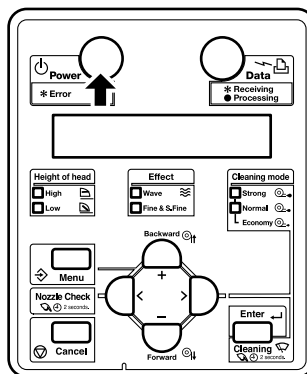 Power
Data
* Error
* Receiving
● Processing
Height of head
High
Low
Effect
Wave
Fine & S.Fine
Cleaning mode
Strong
Normal
Economy
Backward
Menu
+
Nozzle Check
2 seconds.
< >
−
Enter
Cancel
Forward
Cleaning
2 seconds.